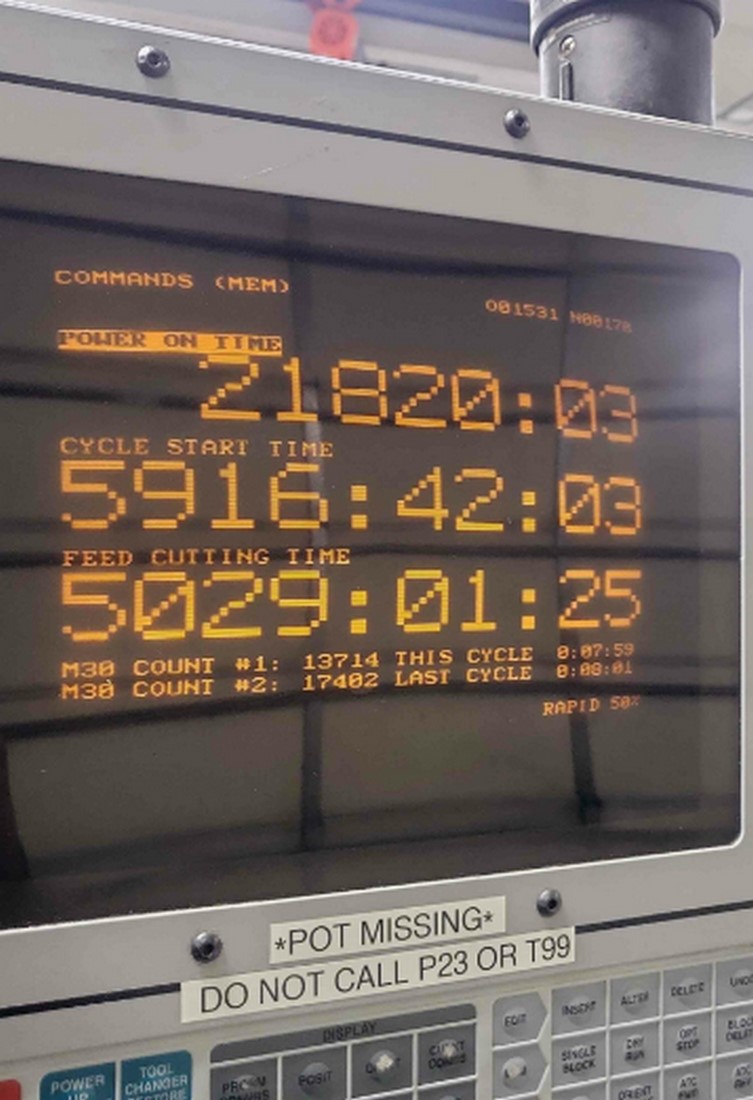 COMMANDS (MEM)
O01531 N00170
POWER ON TIME
21820:03
CYCLE START TIME
5916:42:03
FEED CUTTING TIME
5029:01:25
M30 COUNT #1: 13714 THIS CYCLE 0:07:59
M30 COUNT #2: 17402 LAST CYCLE 0:08:01
RAPID 50%
*POT MISSING*
DO NOT CALL P23 OR T99
DISPLAY
EDIT INSERT ALTER DELETE
SINGLE BLOCK DRY RUN OPT STOP
POWER UP
TOOL CHANGER
POSIT
ORIENT